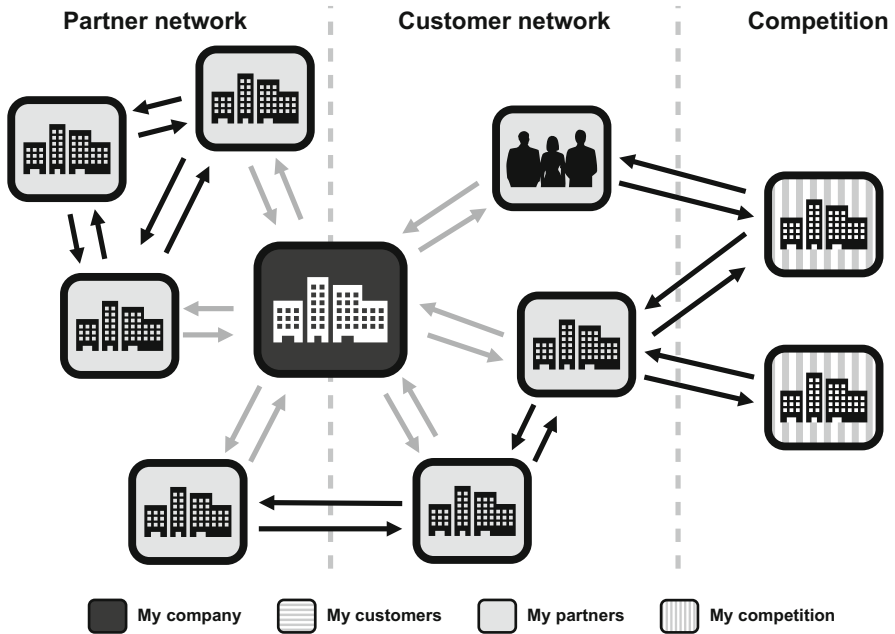 Partner network
Customer network
Competition
My company
My customers
My partners
My competition